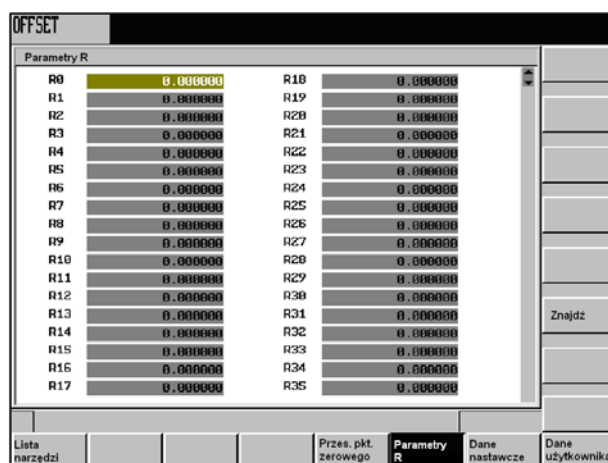 OFFSET
Parametry R
R0 0.000000 R18 0.000000
R1 0.000000 R19 0.000000
R2 0.000000 R20 0.000000
R3 0.000000 R21 0.000000
R4 0.000000 R22 0.000000
R5 0.000000 R23 0.000000
R6 0.000000 R24 0.000000
R7 0.000000 R25 0.000000
R8 0.000000 R26 0.000000
R9 0.000000 R27 0.000000
R10 0.000000 R28 0.000000
R11 0.000000 R29 0.000000
R12 0.000000 R30 0.000000
R13 0.000000 R31 0.000000
R14 0.000000 R32 0.000000
R15 0.000000 R33 0.000000
R16 0.000000 R34 0.000000
R17 0.000000 R35 0.000000
Znajdź
Lista
narzędzi
Przes. pkt.
zerowego
Parametry
R
Dane
nastawcze
Dane
użytkownika